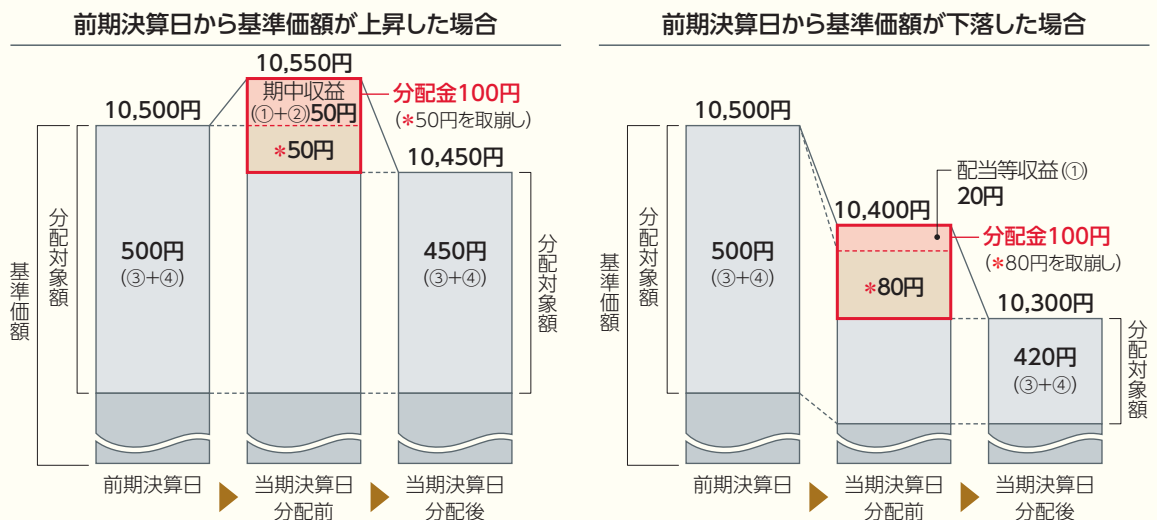 前期決算日から基準価額が上昇した場合
10,550円
期中収益
(①+②)50円
分配金100円
(*50円を取崩し)
10,500円
*50円
10,450円
500円
(③+④)
450円
(③+④)
分配対象額
基準価額
分配対象額
前期決算日
当期決算日
分配前
当期決算日
分配後
前期決算日から基準価額が下落した場合
10,500円
配当等収益(①)
20円
10,400円
分配金100円
(*80円を取崩し)
500円
(③+④)
*80円
10,300円
420円
(③+④)
分配対象額
基準価額
分配対象額
前期決算日
当期決算日
分配前
当期決算日
分配後